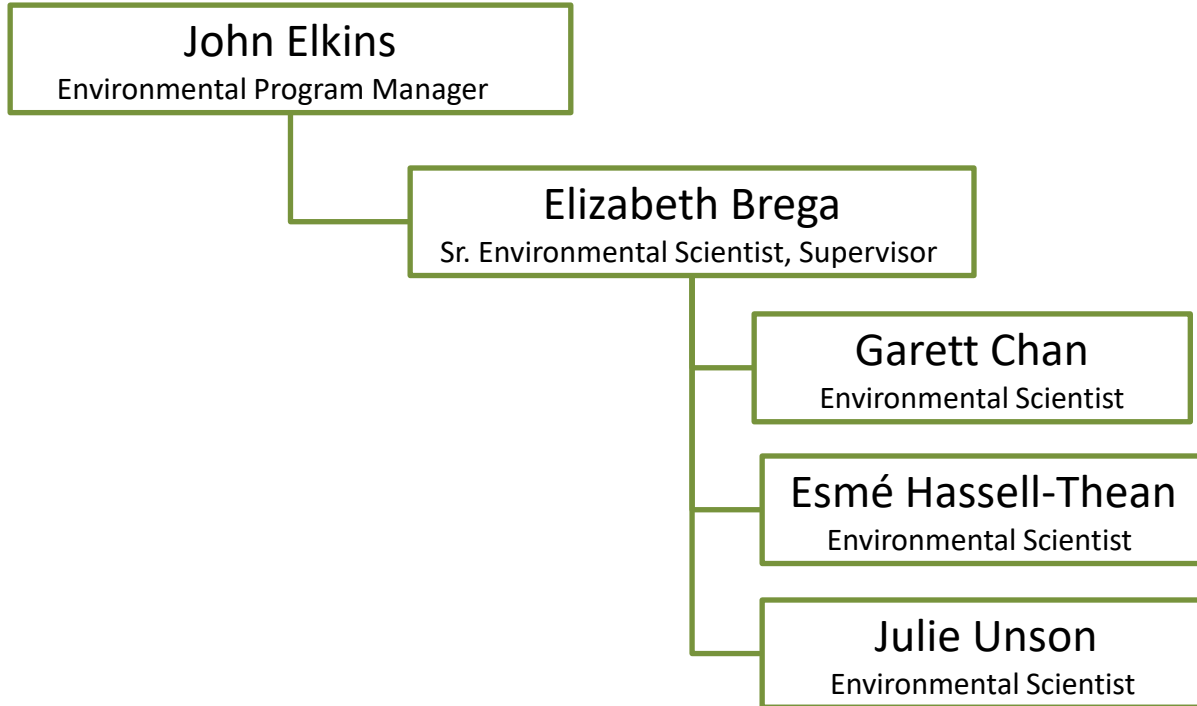 John Elkins
Environmental Program Manager
Elizabeth Brega
Sr. Environmental Scientist, Supervisor
Garett Chan
Environmental Scientist
Esmé Hassell-Thean
Environmental Scientist
Julie Unson
Environmental Scientist